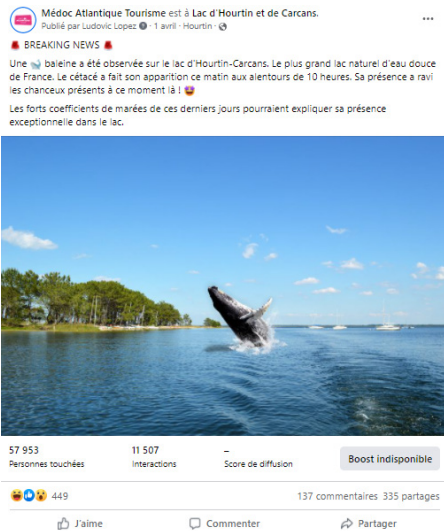 Médoc Atlantique Tourisme est à Lac d'Hourtin et de Carcans.
Publié par Ludovic Lopez · 1 avril · Hourtin ·
🚨 BREAKING NEWS 🚨
Une 🐋 baleine a été observée sur le lac d'Hourtin-Carcans. Le plus grand lac naturel d'eau douce
de France. Le cétacé a fait son apparition ce matin aux alentours de 10 heures. Sa présence a ravi
les chanceux présents à ce moment là ! 🤩
Les forts coefficients de marées de ces derniers jours pourraient expliquer sa présence
exceptionnelle dans le lac.
57 953
Personnes touchées
11 507
Interactions
–
Score de diffusion
Boost indisponible
449
137 commentaires 335 partages
J'aime
Commenter
Partager